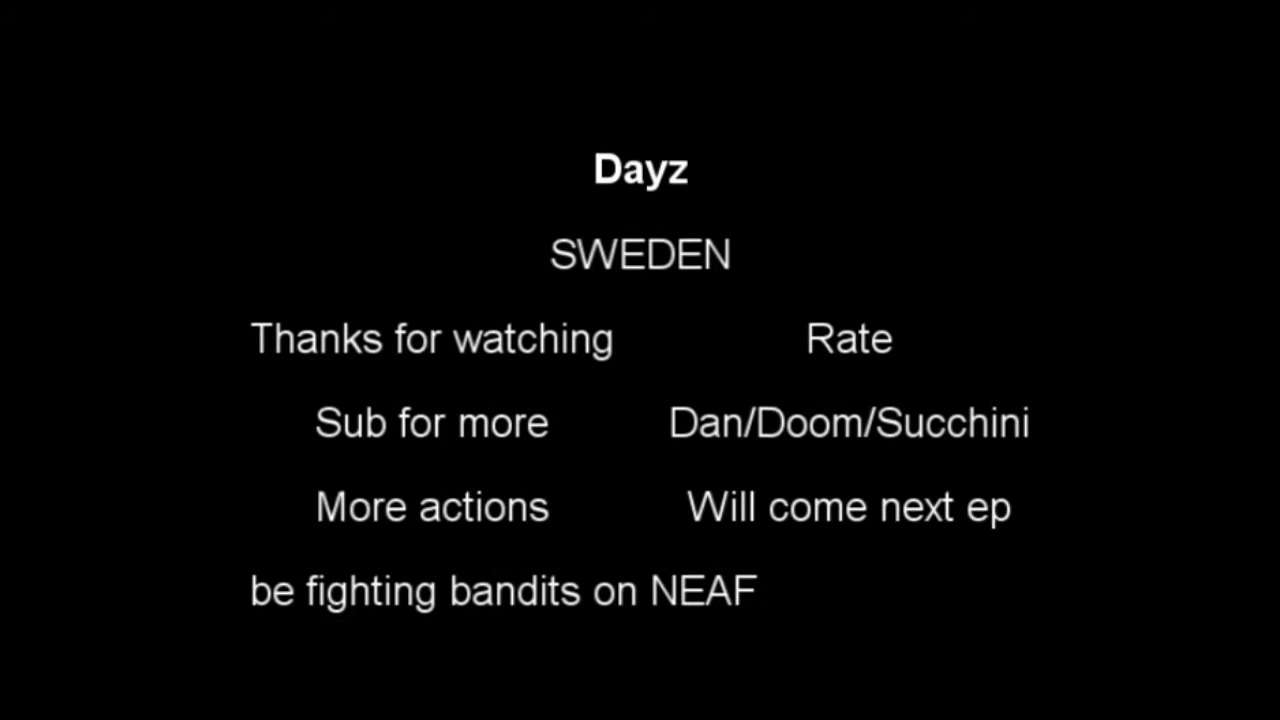 Dayz
SWEDEN
Thanks for watching Rate
Sub for more Dan/Doom/Succhini
More actions Will come next ep
be fighting bandits on NEAF